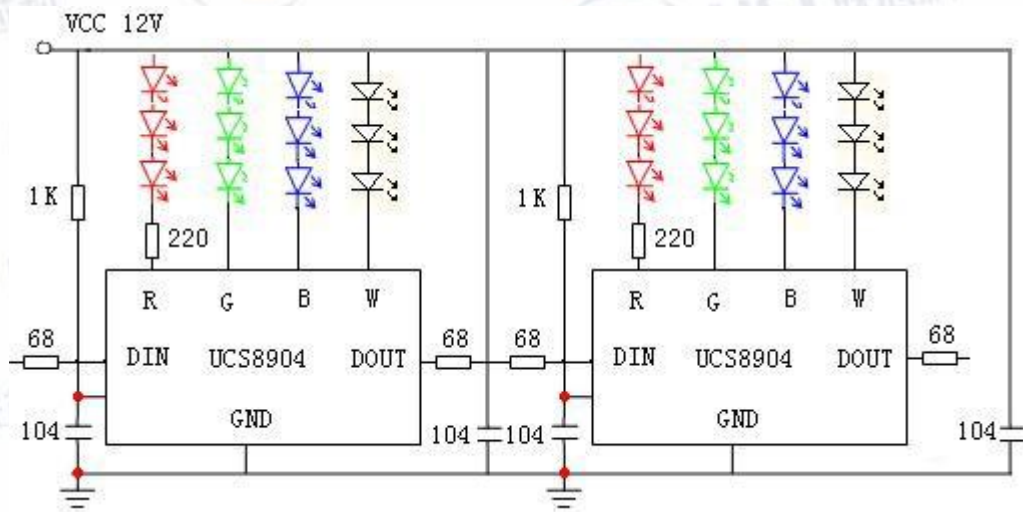 VCC 12V
1K 1K
220 220
R G B W R G B W
68 68 68 68
DIN UCS8904 DOUT DIN UCS8904 DOUT
GND GND
104 104 104 104